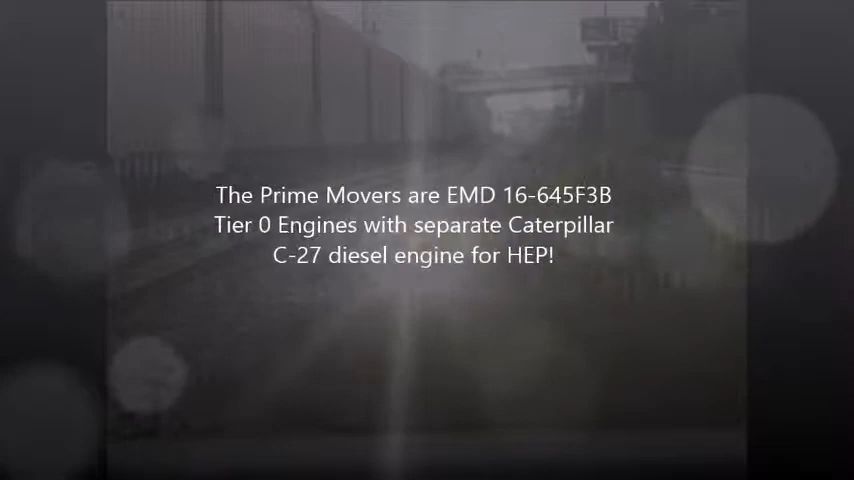 The Prime Movers are EMD 16-645F3B
Tier 0 Engines with separate Caterpillar
C-27 diesel engine for HEP!